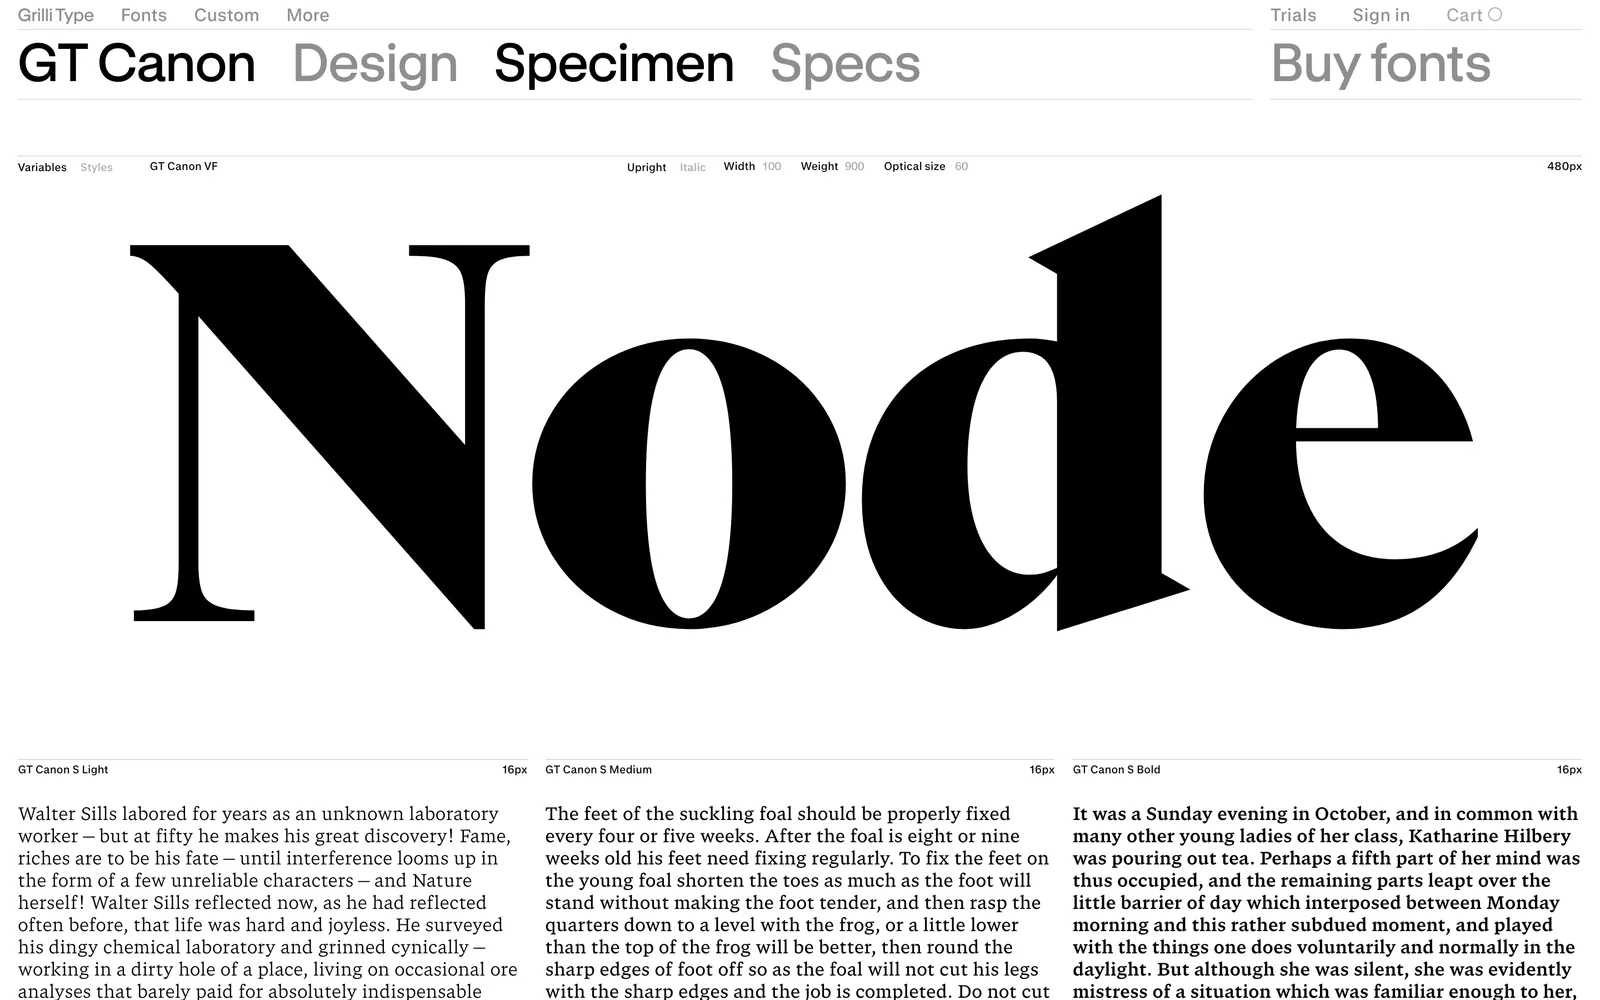 Grilli Type Fonts Custom More Trials Sign in Cart
GT Canon Design Specimen Specs Buy fonts
Variables Styles GT Canon VF Upright Italic Width 100 Weight 900 Optical size 60 480px
Node
GT Canon S Light 16px
Walter Sills labored for years as an unknown laboratory
worker – but at fifty he makes his great discovery! Fame,
riches are to be his fate – until interference looms up in
the form of a few unreliable characters – and Nature
herself! Walter Sills reflected now, as he had reflected
often before, that life was hard and joyless. He surveyed
his dingy chemical laboratory and grinned cynically –
working in a dirty hole of a place, living on occasional ore
analyses that barely paid for absolutely indispensable
GT Canon S Medium 16px
The feet of the suckling foal should be properly fixed
every four or five weeks. After the foal is eight or nine
weeks old his feet need fixing regularly. To fix the feet on
the young foal shorten the toes as much as the foot will
stand without making the foot tender, and then rasp the
quarters down to a level with the frog, or a little lower
than the top of the frog will be better, then round the
sharp edges of foot off so as the foal will not cut his legs
with the sharp edges and the job is completed. Do not cut
GT Canon S Bold 16px
It was a Sunday evening in October, and in common with
many other young ladies of her class, Katharine Hilbery
was pouring out tea. Perhaps a fifth part of her mind was
thus occupied, and the remaining parts leapt over the
little barrier of day which interposed between Monday
morning and this rather subdued moment, and played
with the things one does voluntarily and normally in the
daylight. But although she was silent, she was evidently
mistress of a situation which was familiar enough to her,